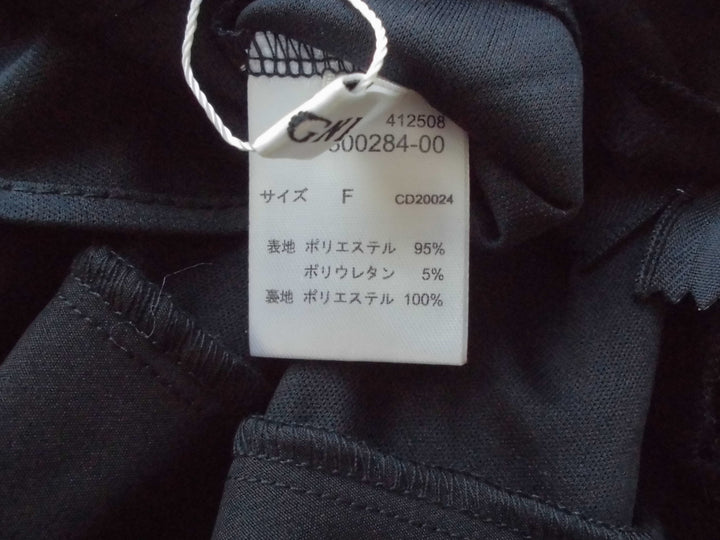 GNI
412508
300284-00
サイズ F CD20024
表地 ポリエステル 95%
ポリウレタン 5%
裏地 ポリエステル 100%